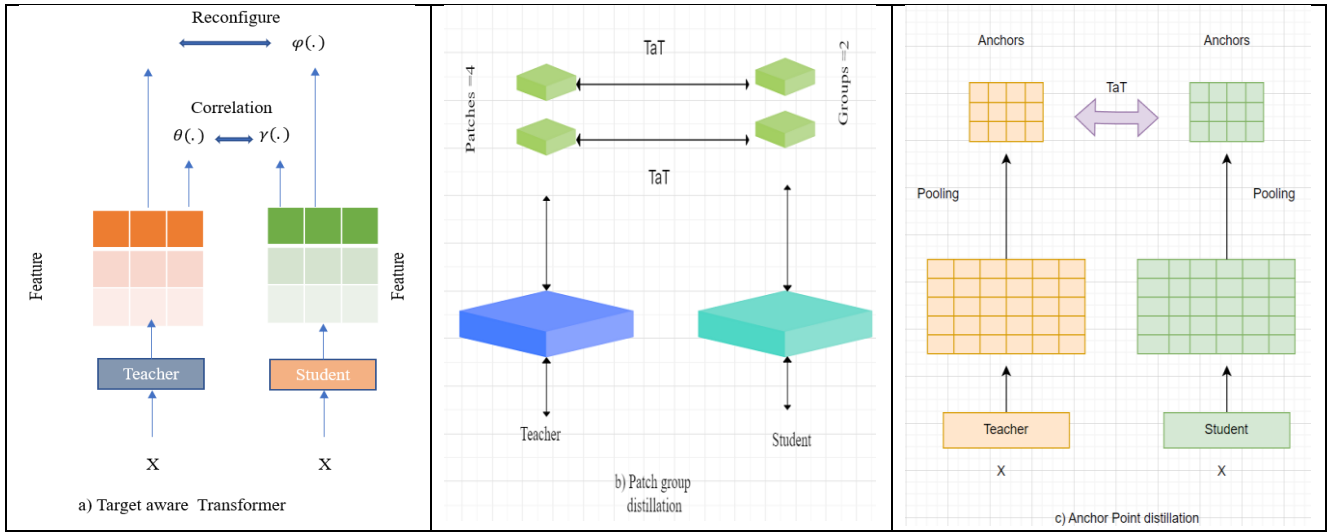 Reconfigure
φ(.)
Correlation
θ(.)
γ(.)
Feature
Feature
Teacher
Student
X
X
a) Target aware Transformer
TaT
Patches =4
Groups =2
TaT
Teacher
Student
b) Patch group
distillation
Anchors
Anchors
TaT
Pooling
Pooling
Teacher
Student
X
X
c) Anchor Point distillation